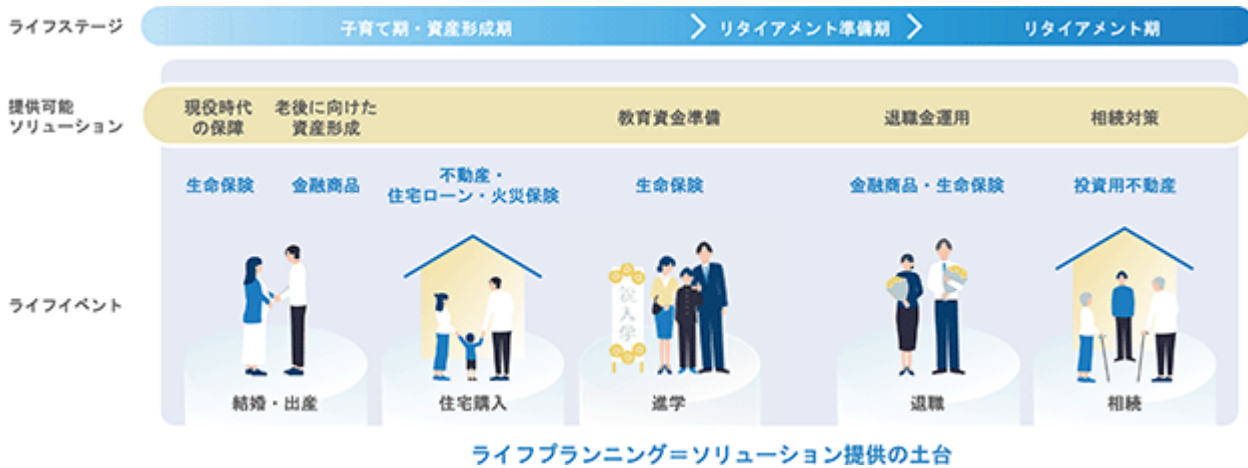 ライフステージ
子育て期・資産形成期
リタイアメント準備期
リタイアメント期
提供可能
ソリューション
現役時代
の保障
老後に向けた
資産形成
教育資金準備
退職金運用
相続対策
生命保険
金融商品
不動産・
住宅ローン・火災保険
生命保険
金融商品・生命保険
投資用不動産
ライフイベント
祝入学
結婚・出産
住宅購入
進学
退職
相続
ライフプランニング＝ソリューション提供の土台